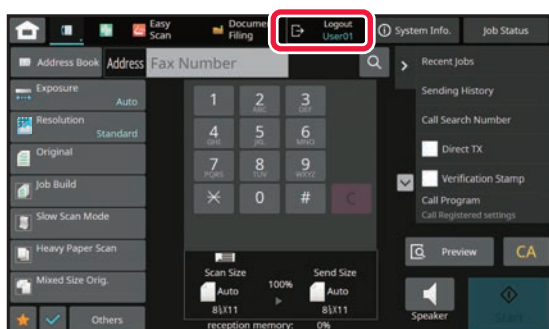 Easy
Scan
Document
Filing
Logout
User01
System Info.
Job Status
Address Book
Address
Fax Number
Recent Jobs
Exposure
Auto
Resolution
Standard
Original
Job Build
Slow Scan Mode
Heavy Paper Scan
Mixed Size Orig.
Others
1
2
ABC
3
DEF
4
GHI
5
JKL
6
MNO
7
PQRS
8
TUV
9
WXYZ
0
#
C
Scan Size
Auto
8½X11
100%
Send Size
Auto
8½X11
reception memory: 0%
Sending History
Call Search Number
Direct TX
Verification Stamp
Call Program
Call Registered settings
Preview
CA
Speaker
Start